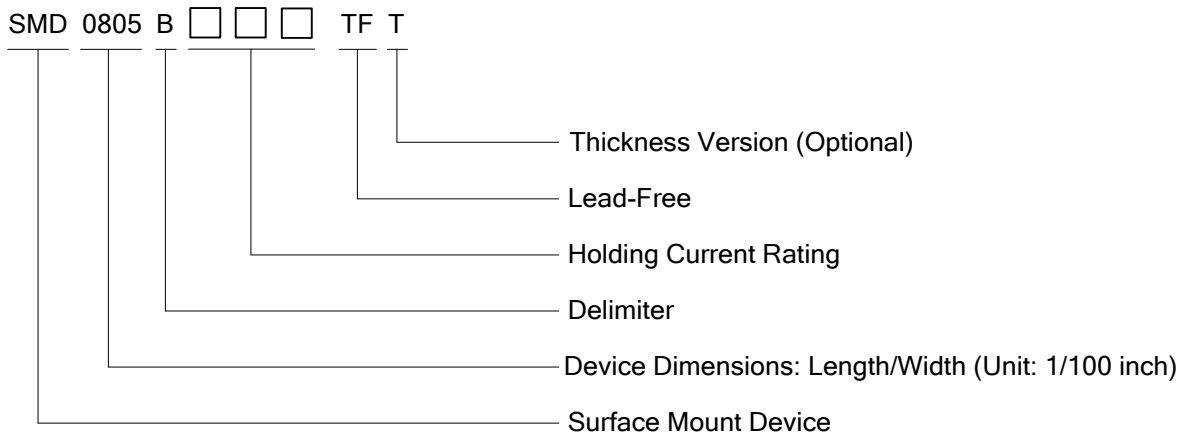 SMD 0805 B □ □ □ TF T
Thickness Version (Optional)
Lead-Free
Holding Current Rating
Delimiter
Device Dimensions: Length/Width (Unit: 1/100 inch)
Surface Mount Device